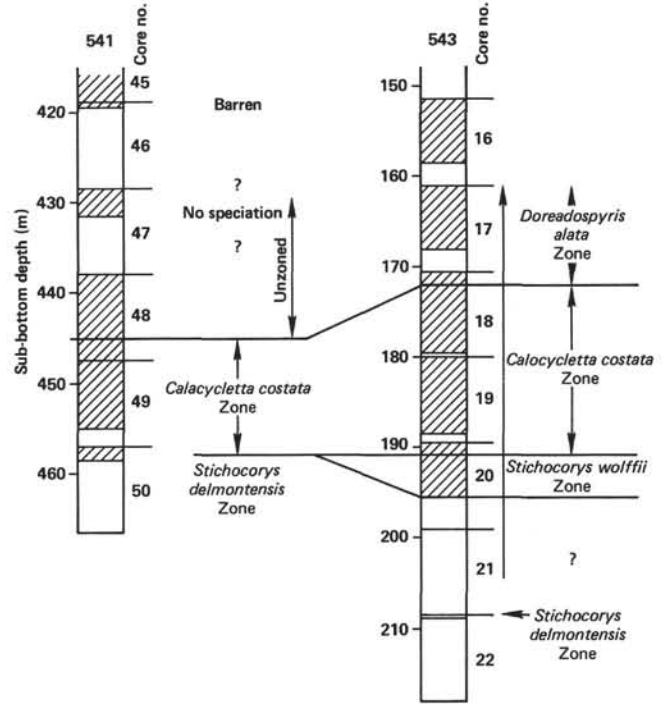 541
Core no.
Sub-bottom depth (m)
420
430
440
450
460
45
46
47
48
49
50
Barren
?
No speciation
?
Unzoned
Calacycletta costata
Zone
Stichocorys
delmontensis
Zone
543
Core no.
150
160
170
180
190
200
210
16
17
18
19
20
21
22
Doreadospyris
alata
Zone
Calocycletta costata
Zone
Stichocorys wolffii
Zone
?
Stichocorys
delmontensis
Zone